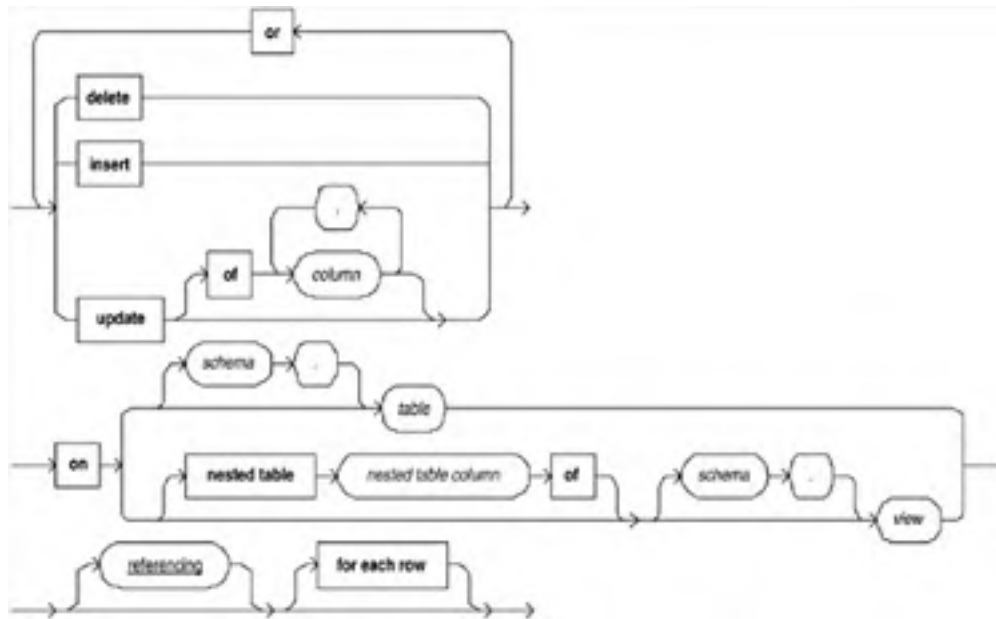 or
delete
insert
,
of column
update
schema .
table
on
nested table nested table column of schema .
view
referencing for each row